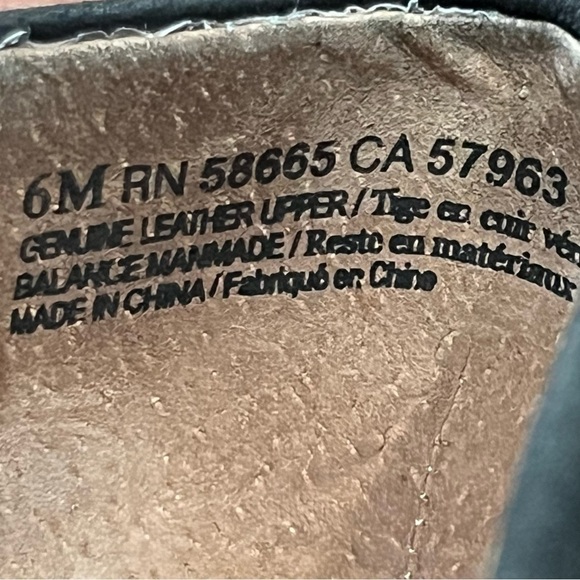 6M RN 58665 CA 57963
GENUINE LEATHER UPPER / Tige en cuir vér
BALANCE MANMADE / Reste en matériaux
MADE IN CHINA / Fabriqué en Chine